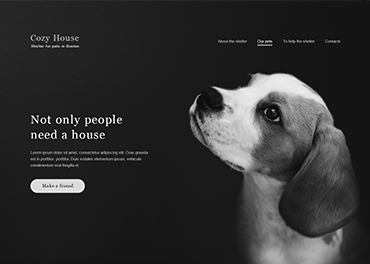 Cozy House
Shelter for pets in Boston
About the shelter
Our pets
To help the shelter
Contacts
Not only people
need a house
Lorem ipsum dolor sit amet, consectetur adipiscing elit. Cras gravida
est in porttitor porttitor. Duis sodales elementum ipsum, vehicula
condimentum erat fringilla et.
Make a friend